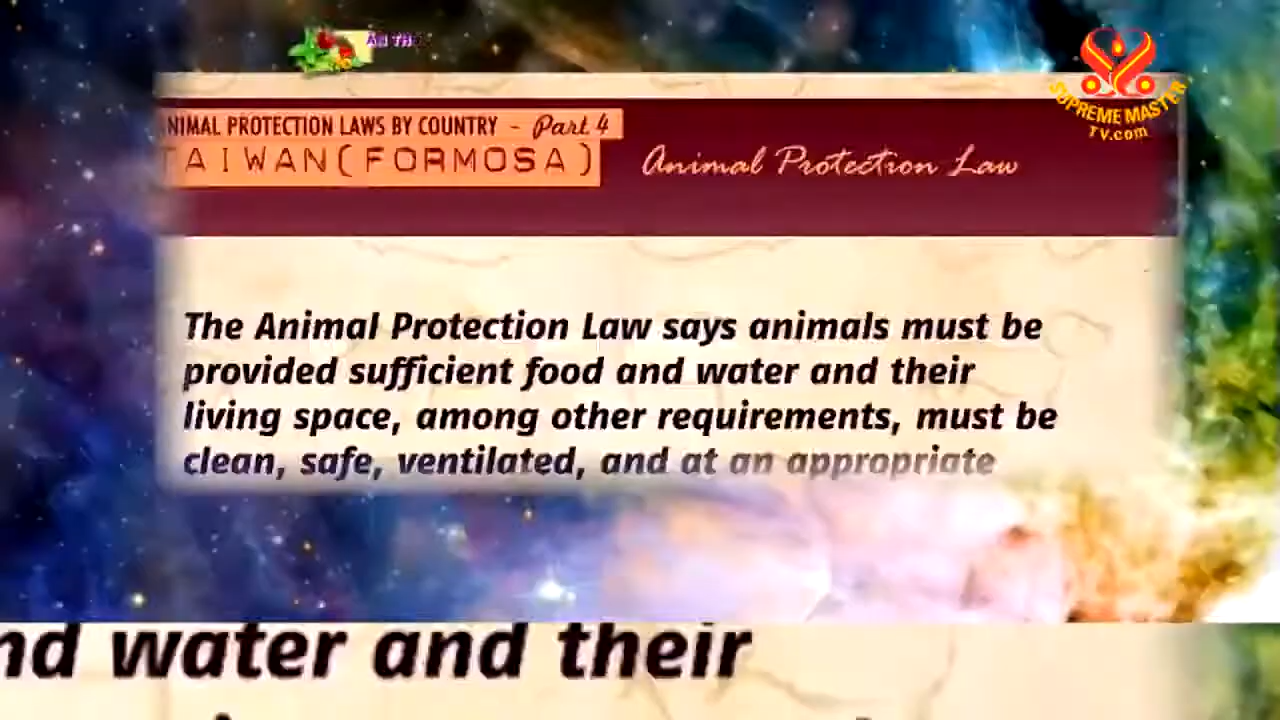 SUPREME MASTER
TV.com
NIMAL PROTECTION LAWS BY COUNTRY - Part 4
TAIWAN(FORMOSA)
Animal Protection Law
The Animal Protection Law says animals must be
provided sufficient food and water and their
living space, among other requirements, must be
clean, safe, ventilated, and at an appropriate
nd water and their